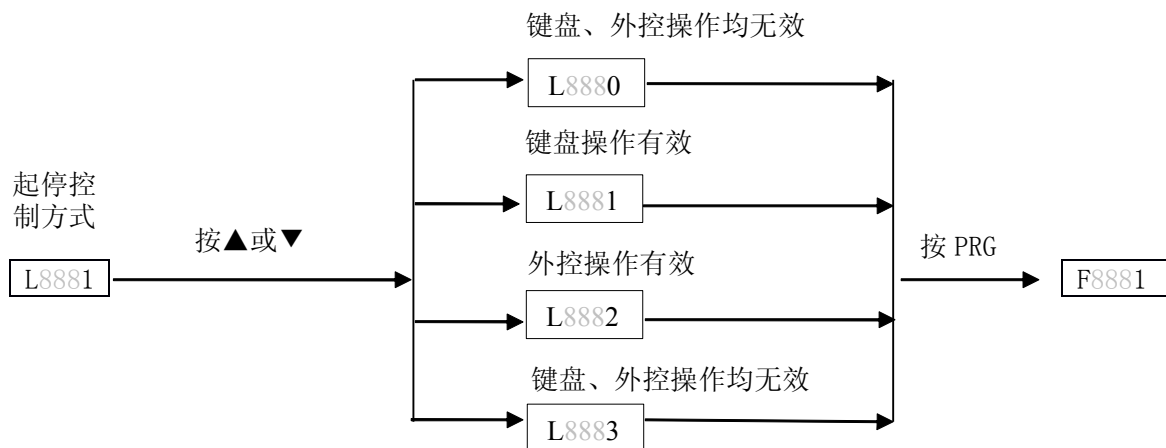 键盘、外控操作均无效
L8880
键盘操作有效
L8881
起停控
制方式
L8881
按▲或▼
外控操作有效
L8882
键盘、外控操作均无效
L8883
按 PRG
F8881